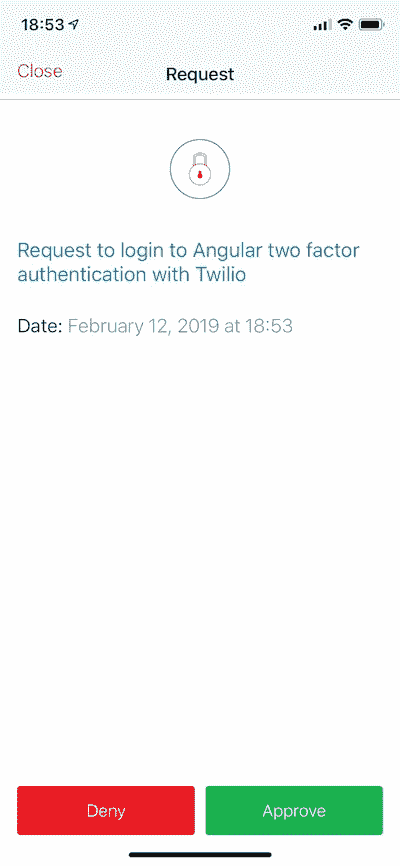 18:53
Close
Request
Request to login to Angular two factor
authentication with Twilio
Date: February 12, 2019 at 18:53
Deny
Approve